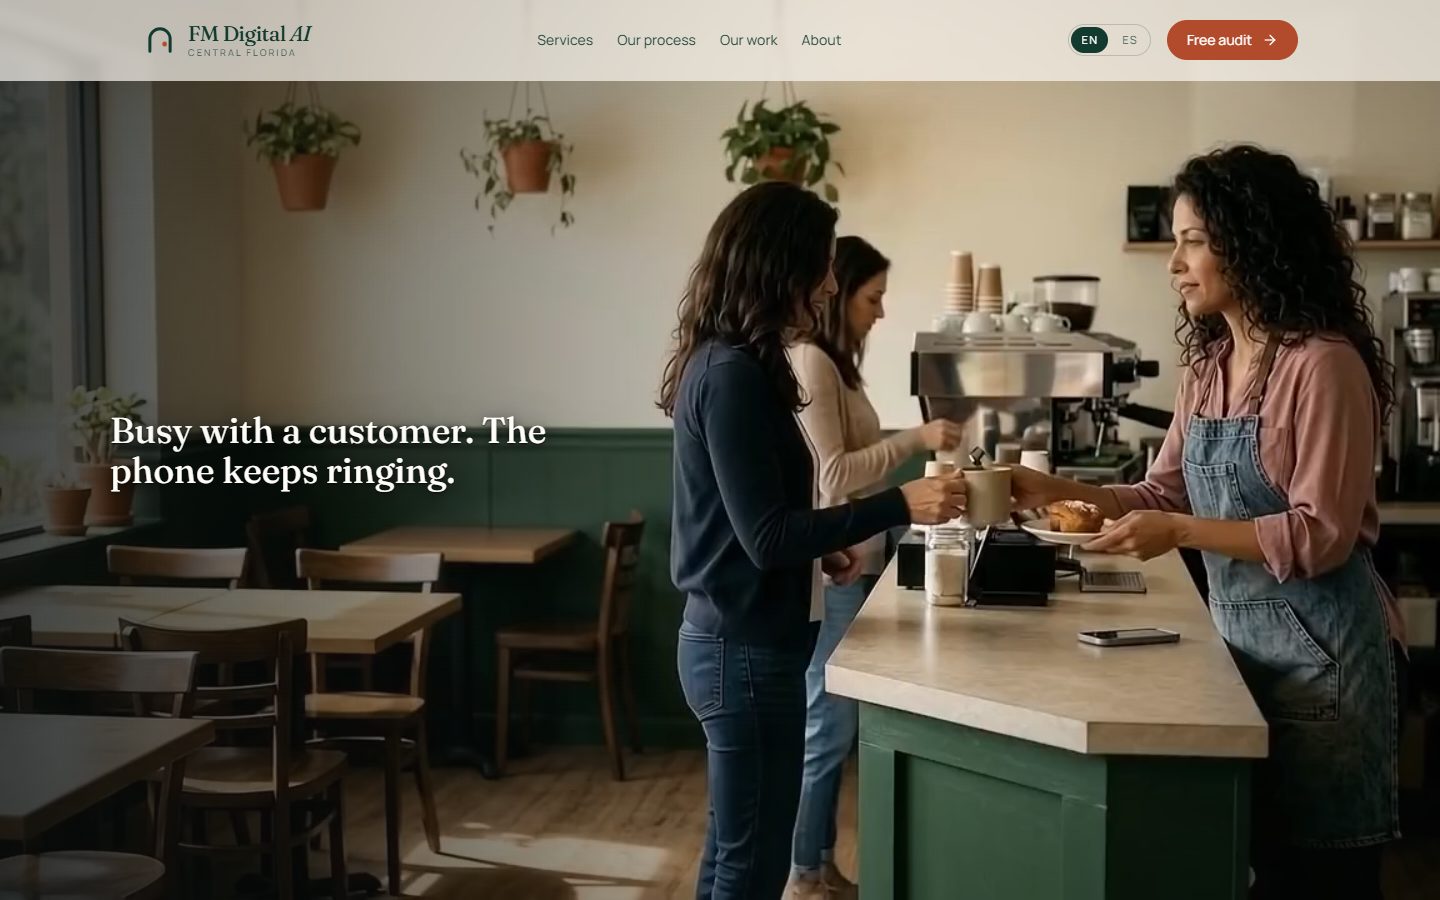 FM Digital AI
CENTRAL FLORIDA
Services
Our process
Our work
About
EN
ES
Free audit →
Busy with a customer. The
phone keeps ringing.